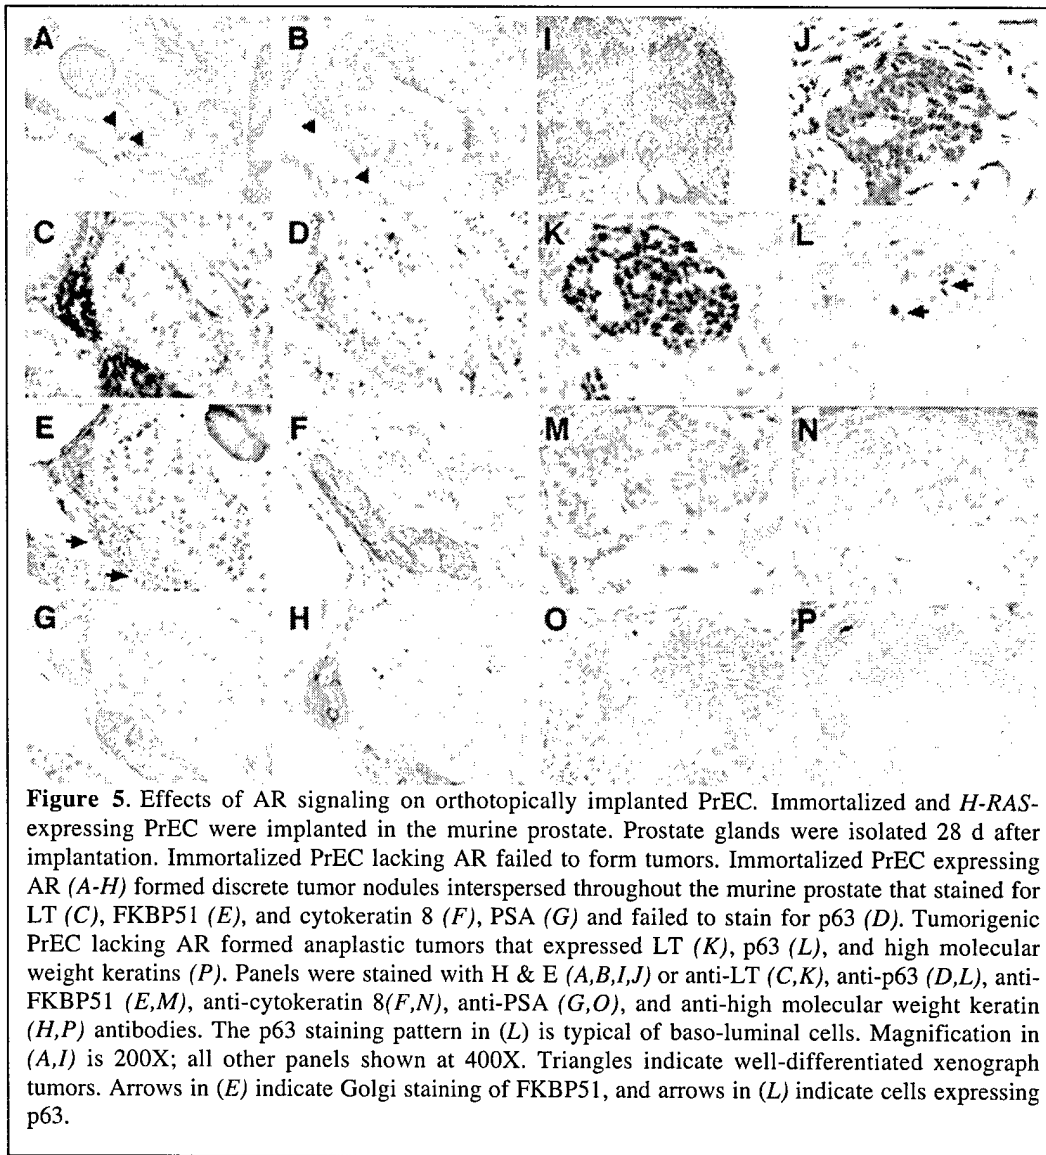 A B I J
C D K L
E F M N
G H O P
Figure 5. Effects of AR signaling on orthotopically implanted PrEC. Immortalized and H-RAS-
expressing PrEC were implanted in the murine prostate. Prostate glands were isolated 28 d after
implantation. Immortalized PrEC lacking AR failed to form tumors. Immortalized PrEC expressing
AR (A-H) formed discrete tumor nodules interspersed throughout the murine prostate that stained for
LT (C), FKBP51 (E), and cytokeratin 8 (F), PSA (G) and failed to stain for p63 (D). Tumorigenic
PrEC lacking AR formed anaplastic tumors that expressed LT (K), p63 (L), and high molecular
weight keratins (P). Panels were stained with H & E (A,B,I,J) or anti-LT (C,K), anti-p63 (D,L), anti-
FKBP51 (E,M), anti-cytokeratin 8(F,N), anti-PSA (G,O), and anti-high molecular weight keratin
(H,P) antibodies. The p63 staining pattern in (L) is typical of baso-luminal cells. Magnification in
(A,I) is 200X; all other panels shown at 400X. Triangles indicate well-differentiated xenograph
tumors. Arrows in (E) indicate Golgi staining of FKBP51, and arrows in (L) indicate cells expressing
p63.